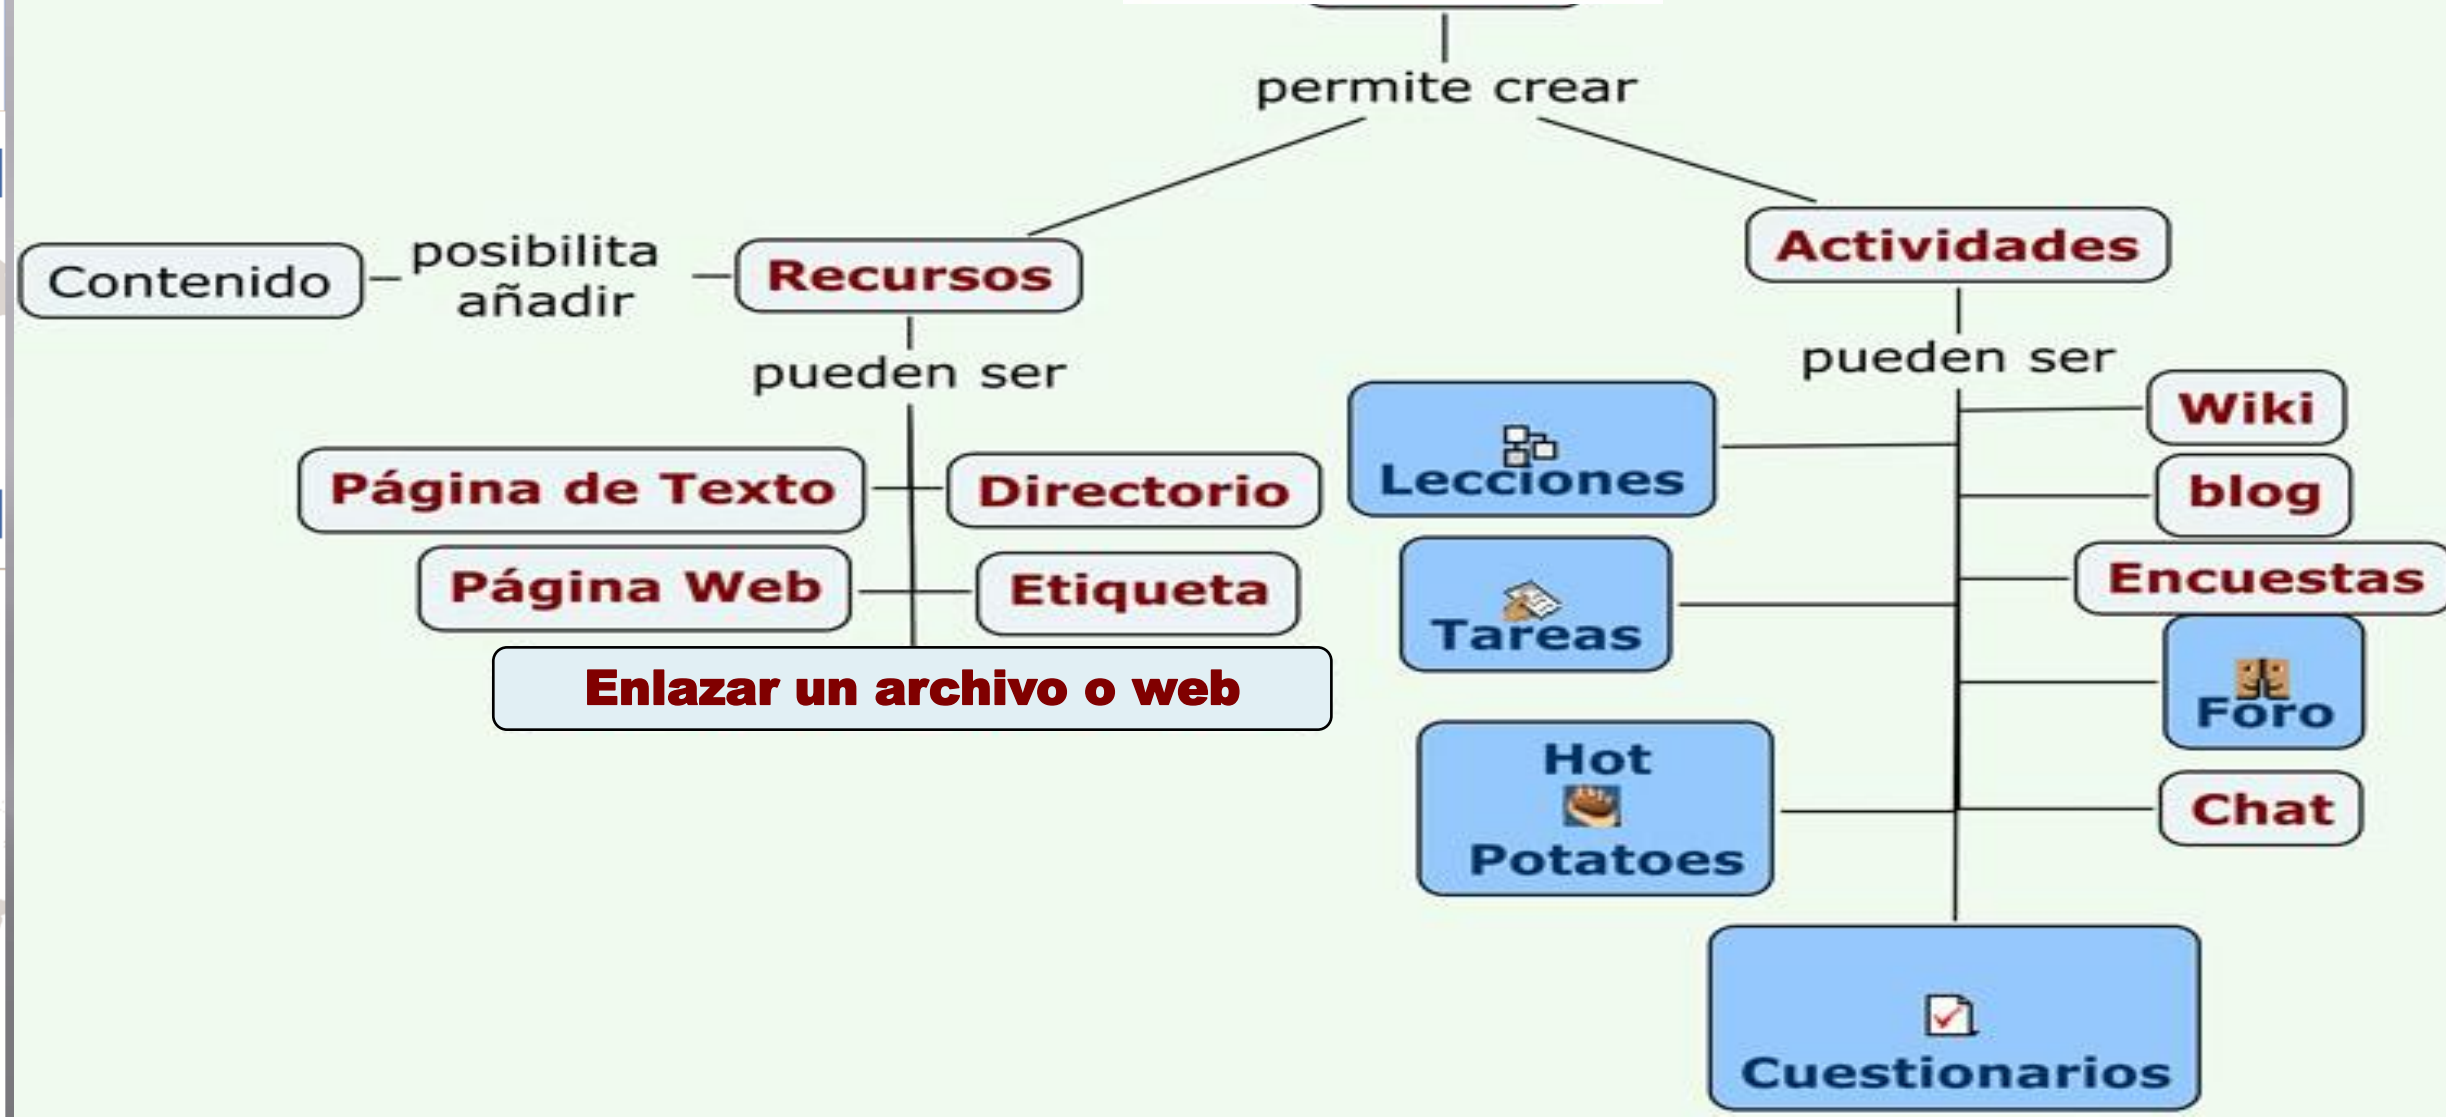 permite crear
Contenido
posibilita
añadir
Recursos
Actividades
pueden ser
pueden ser
Página de Texto
Directorio
Página Web
Etiqueta
Enlazar un archivo o web
Lecciones
Wiki
blog
Tareas
Encuestas
Foro
Hot
Potatoes
Chat
Cuestionarios